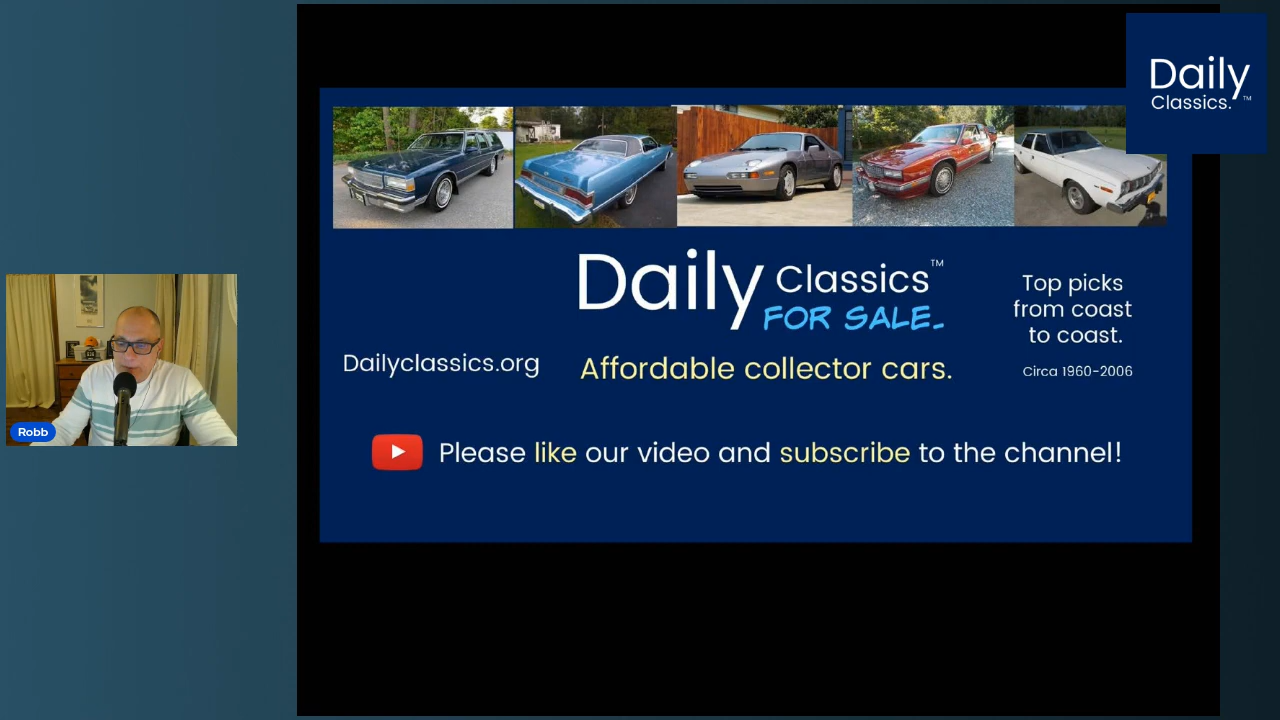 Daily
Classics.™
Daily Classics™
FOR SALE.
Top picks
from coast
to coast.
Circa 1960-2006
Dailyclassics.org
Affordable collector cars.
Please like our video and subscribe to the channel!
Robb